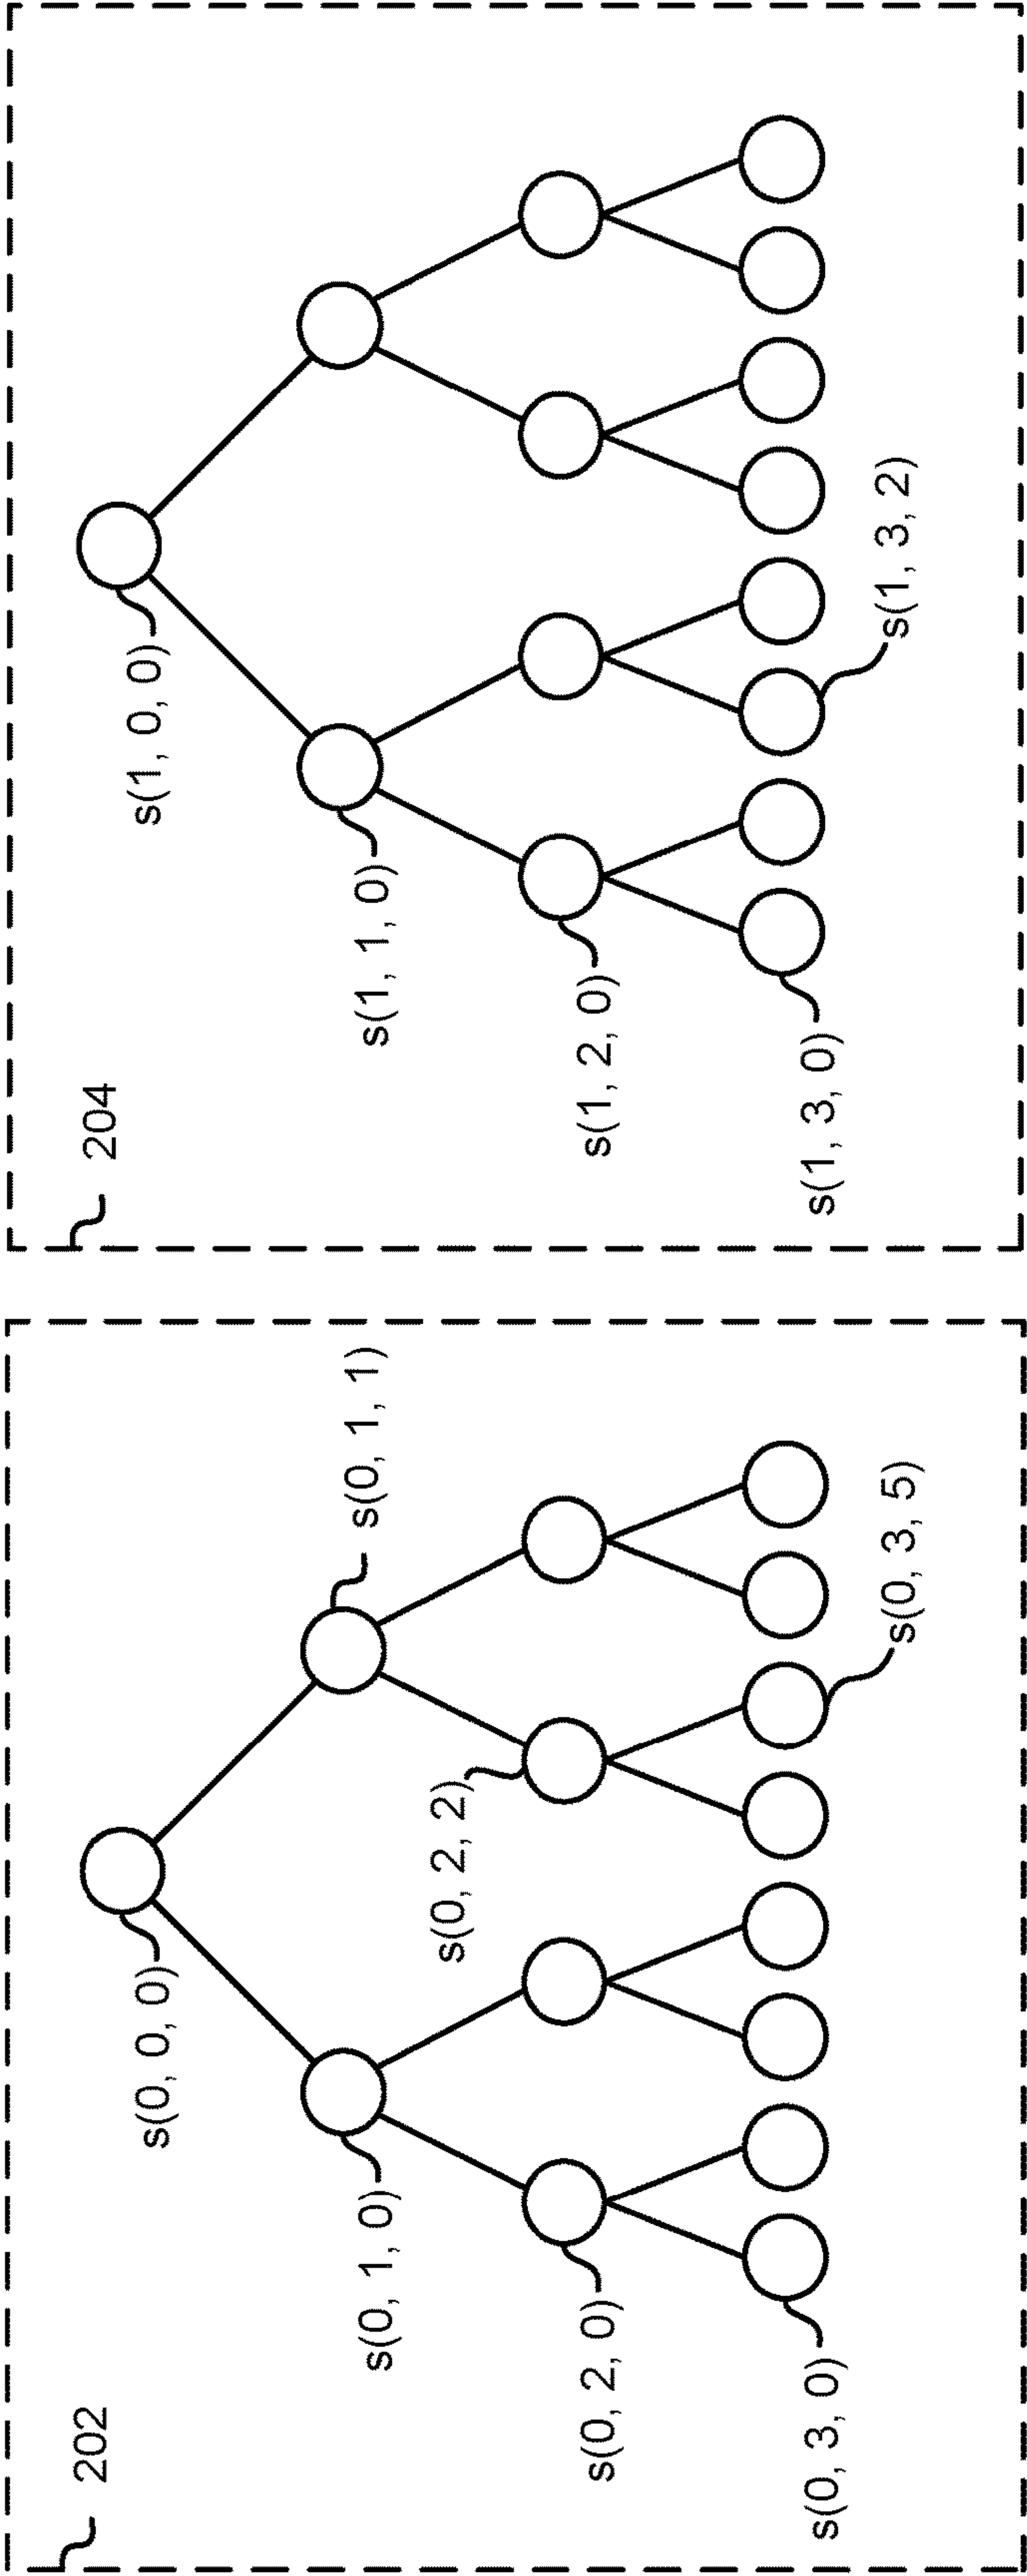 202
s(0, 0, 0)
s(0, 1, 0)
s(0, 1, 1)
s(0, 2, 2)
s(0, 2, 0)
s(0, 3, 0)
s(0, 3, 5)
204
s(1, 0, 0)
s(1, 1, 0)
s(1, 2, 0)
s(1, 3, 0)
s(1, 3, 2)